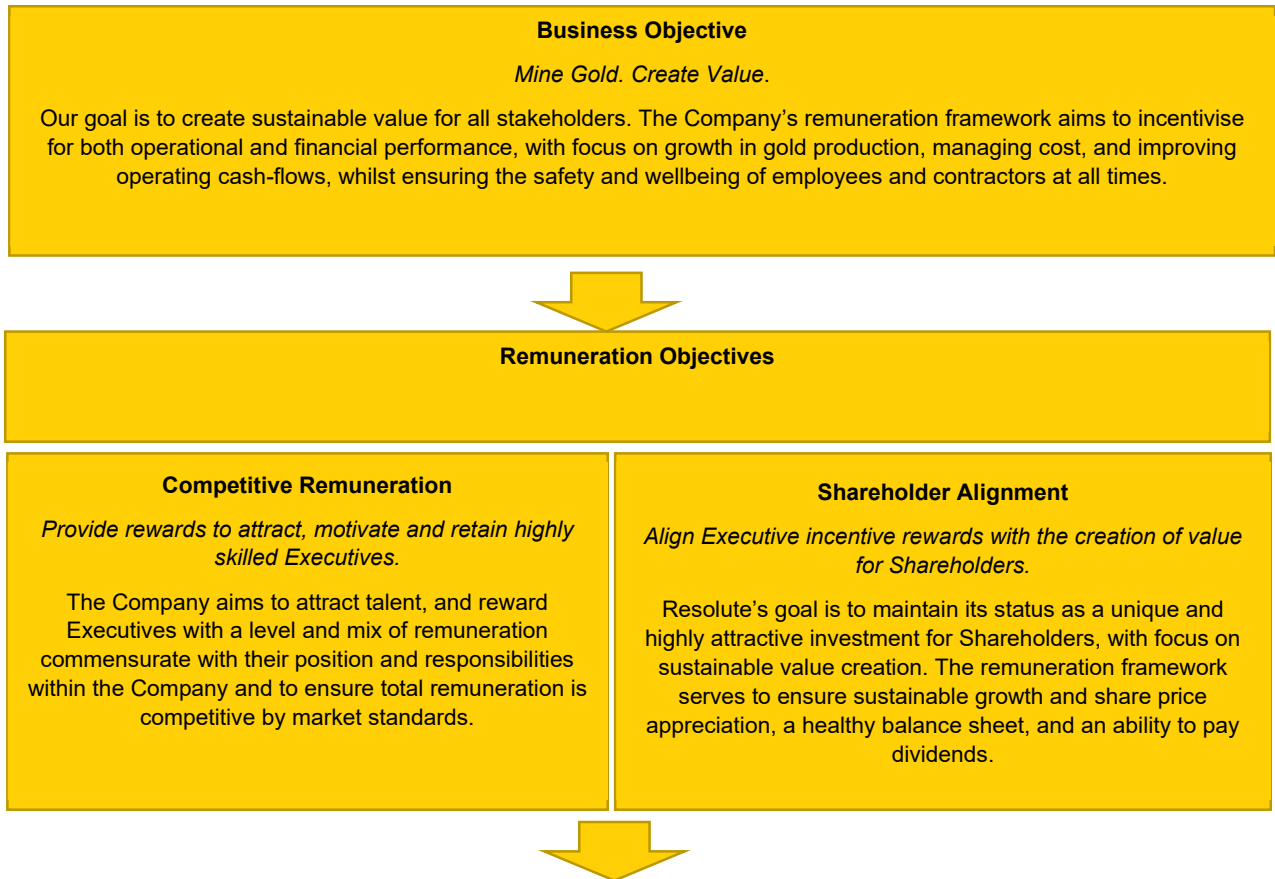 Business Objective
Mine Gold. Create Value.
Our goal is to create sustainable value for all stakeholders. The Company’s remuneration framework aims to incentivise
for both operational and financial performance, with focus on growth in gold production, managing cost, and improving
operating cash-flows, whilst ensuring the safety and wellbeing of employees and contractors at all times.
Remuneration Objectives
Competitive Remuneration
Provide rewards to attract, motivate and retain highly
skilled Executives.
The Company aims to attract talent, and reward
Executives with a level and mix of remuneration
commensurate with their position and responsibilities
within the Company and to ensure total remuneration is
competitive by market standards.
Shareholder Alignment
Align Executive incentive rewards with the creation of value
for Shareholders.
Resolute’s goal is to maintain its status as a unique and
highly attractive investment for Shareholders, with focus on
sustainable value creation. The remuneration framework
serves to ensure sustainable growth and share price
appreciation, a healthy balance sheet, and an ability to pay
dividends.